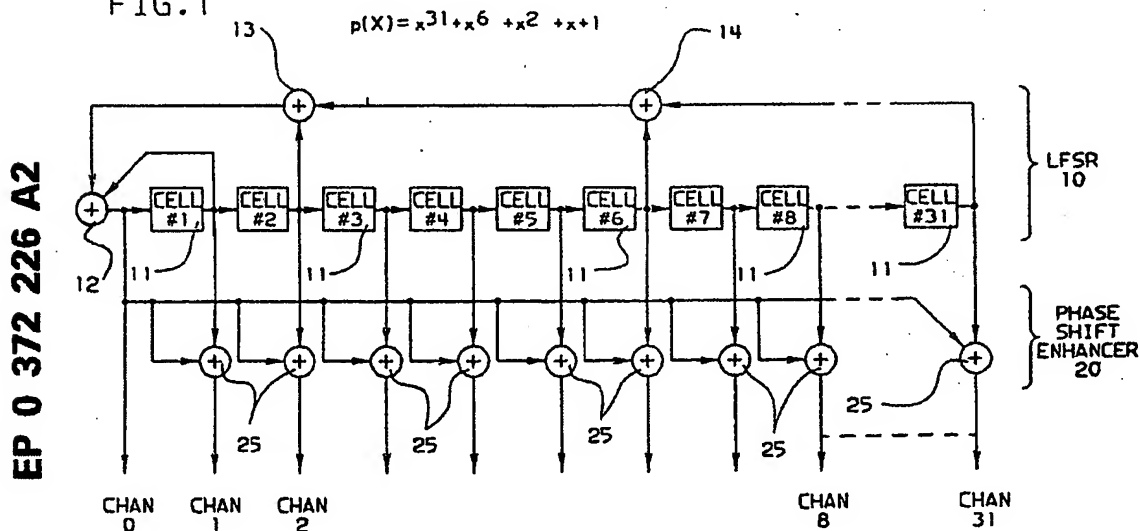 FIG.1
p(X)= x31+x6 +x2 +x+1
13
14
LFSR
10
CELL
#1
CELL
#2
CELL
#3
CELL
#4
CELL
#5
CELL
#6
CELL
#7
CELL
#8
CELL
#31
12
11
11
11
11
11
PHASE
SHIFT
ENHANCER
20
25
25
25
25
25
25
CHAN
0
CHAN
1
CHAN
2
CHAN
8
CHAN
31
EP 0 372 226 A2